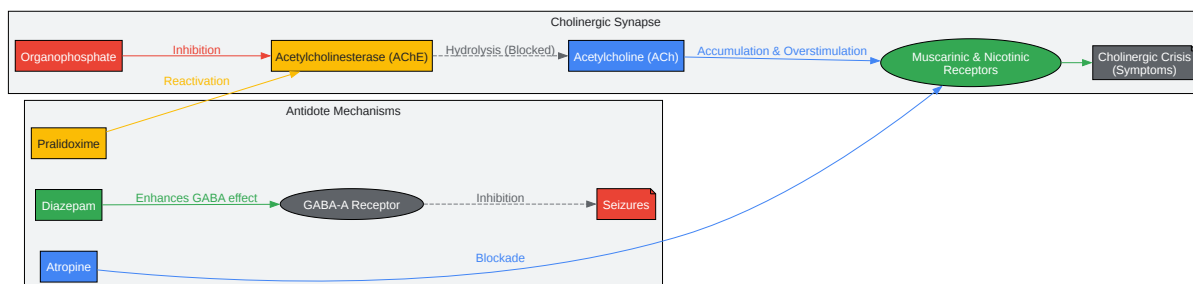 Cholinergic Synapse
Organophosphate
Inhibition
Acetylcholinesterase (AChE)
Hydrolysis (Blocked)
Acetylcholine (ACh)
Accumulation & Overstimulation
Muscarinic & Nicotinic
Receptors
Cholinergic Crisis
(Symptoms)
Reactivation
Antidote Mechanisms
Pralidoxime
Diazepam
Enhances GABA effect
GABA-A Receptor
Inhibition
Seizures
Atropine
Blockade